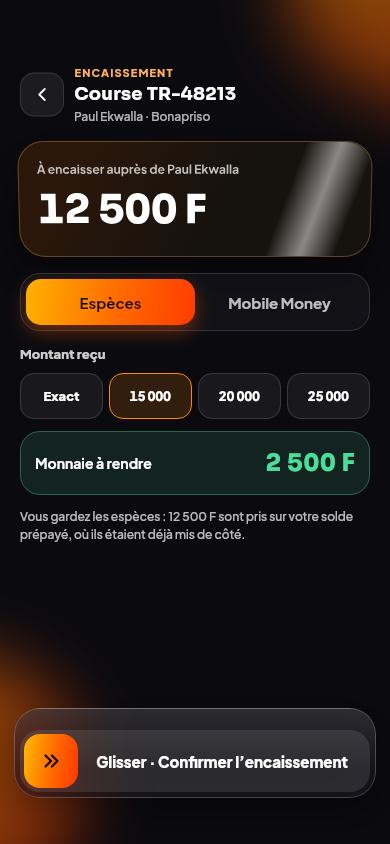 ENCAISSEMENT
Course TR-48213
Paul Ekwalla · Bonapriso
À encaisser auprès de Paul Ekwalla
12 500 F
Espèces
Mobile Money
Montant reçu
Exact
15 000
20 000
25 000
Monnaie à rendre
2 500 F
Vous gardez les espèces : 12 500 F sont pris sur votre solde
prépayé, où ils étaient déjà mis de côté.
Glisser · Confirmer l’encaissement